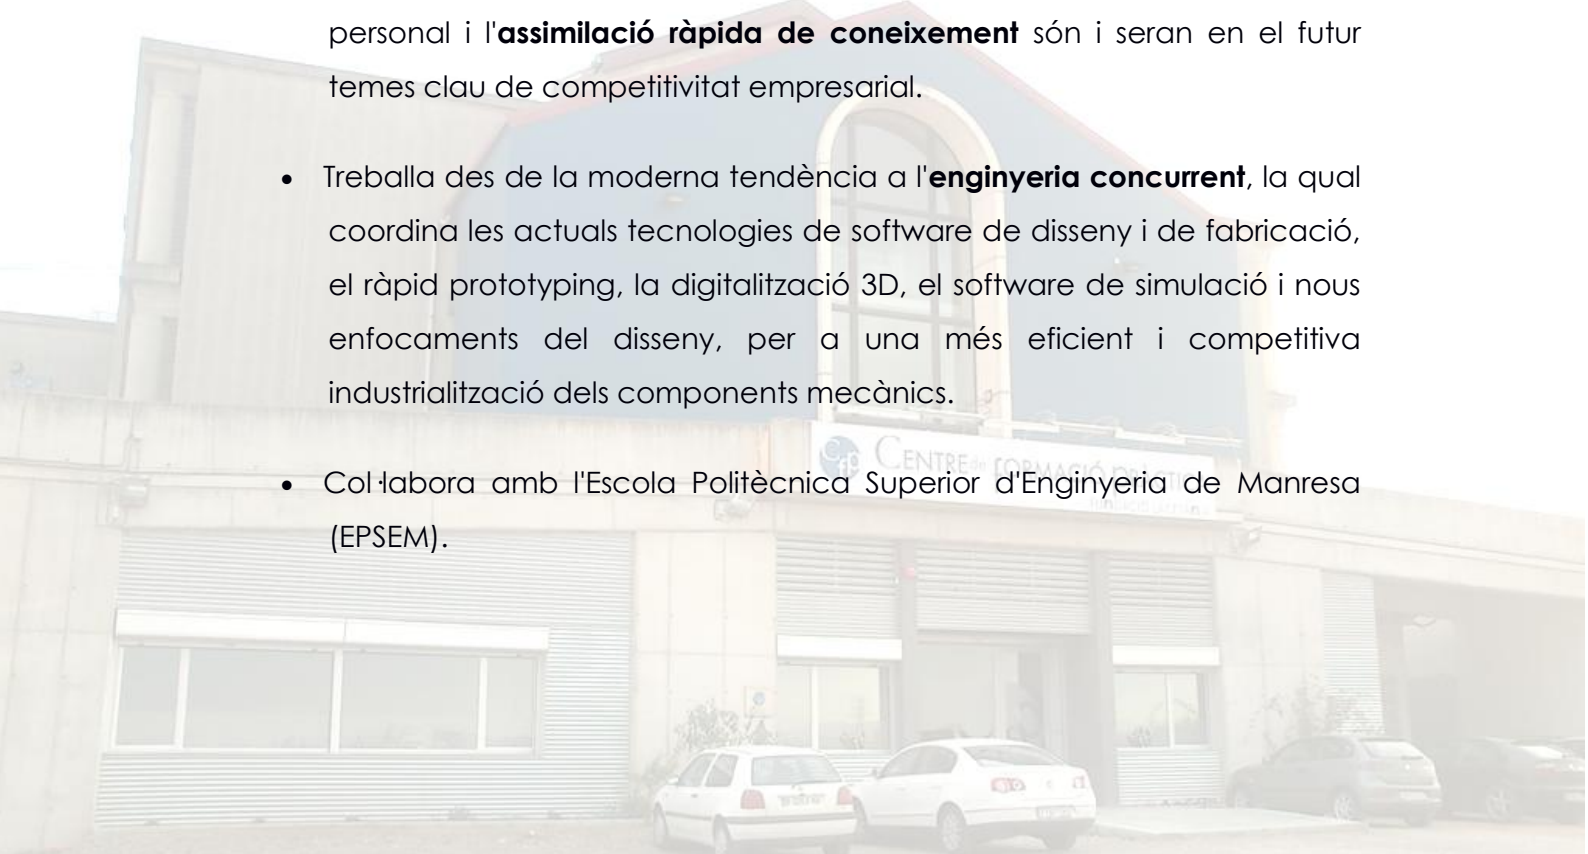 personal i l'assimilació ràpida de coneixement són i seran en el futur
temes clau de competitivitat empresarial.
• Treballa des de la moderna tendència a l'enginyeria concurrent, la qual
coordina les actuals tecnologies de software de disseny i de fabricació,
el ràpid prototyping, la digitalització 3D, el software de simulació i nous
enfocaments del disseny, per a una més eficient i competitiva
industrialització dels components mecànics.
CENTRE de FORMACIÓ PRÀCTICA
• Col·labora amb l'Escola Politècnica Superior d'Enginyeria de Manresa
(EPSEM).